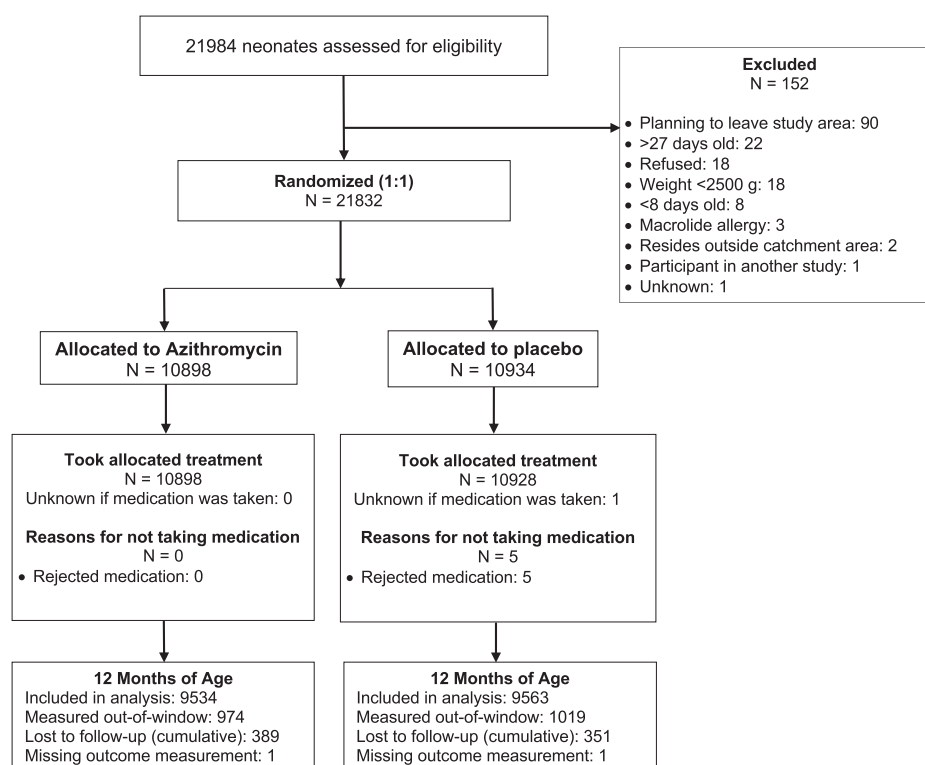 21984 neonates assessed for eligibility
Excluded
N = 152
• Planning to leave study area: 90
• >27 days old: 22
• Refused: 18
• Weight <2500 g: 18
• <8 days old: 8
• Macrolide allergy: 3
• Resides outside catchment area: 2
• Participant in another study: 1
• Unknown: 1
Randomized (1:1)
N = 21832
Allocated to Azithromycin
N = 10898
Allocated to placebo
N = 10934
Took allocated treatment
N = 10898
Unknown if medication was taken: 0
Reasons for not taking medication
N = 0
• Rejected medication: 0
Took allocated treatment
N = 10928
Unknown if medication was taken: 1
Reasons for not taking medication
N = 5
• Rejected medication: 5
12 Months of Age
Included in analysis: 9534
Measured out-of-window: 974
Lost to follow-up (cumulative): 389
Missing outcome measurement: 1
12 Months of Age
Included in analysis: 9563
Measured out-of-window: 1019
Lost to follow-up (cumulative): 351
Missing outcome measurement: 1